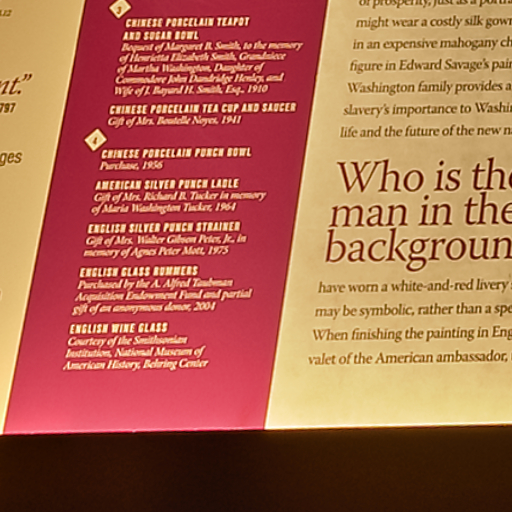 nt."
797
ges
3
CHINESE PORCELAIN TEAPOT
AND SUGAR BOWL
Bequest of Margaret B. Smith, to the memory
of Henrietta Elizabeth Smith, Grandniece
of Martha Washington, Daughter of
Commodore John Dandridge Henley, and
Wife of J. Bayard H. Smith, Esq., 1910
CHINESE PORCELAIN TEA CUP AND SAUCER
Gift of Mrs. Boutelle Noyes, 1941
4
CHINESE PORCELAIN PUNCH BOWL
Purchase, 1956
AMERICAN SILVER PUNCH LADLE
Gift of Mrs. Richard B. Tucker in memory
of Maria Washington Tucker, 1964
ENGLISH SILVER PUNCH STRAINER
Gift of Mrs. Walter Gibson Peter, Jr., in
memory of Agnes Peter Mott, 1975
ENGLISH GLASS RUMMERS
Purchased by the A. Alfred Taubman
Acquisition Endowment Fund and partial
gift of an anonymous donor, 2004
ENGLISH WINE GLASS
Courtesy of the Smithsonian
Institution, National Museum of
American History, Behring Center
might wear a costly silk gow
in an expensive mahogany ch
figure in Edward Savage's pain
Washington family provides a
slavery's importance to Washi
life and the future of the new n
Who is the
man in the
backgroun
have worn a white-and-red livery
may be symbolic, rather than a spe
When finishing the painting in Eng
valet of the American ambassador,